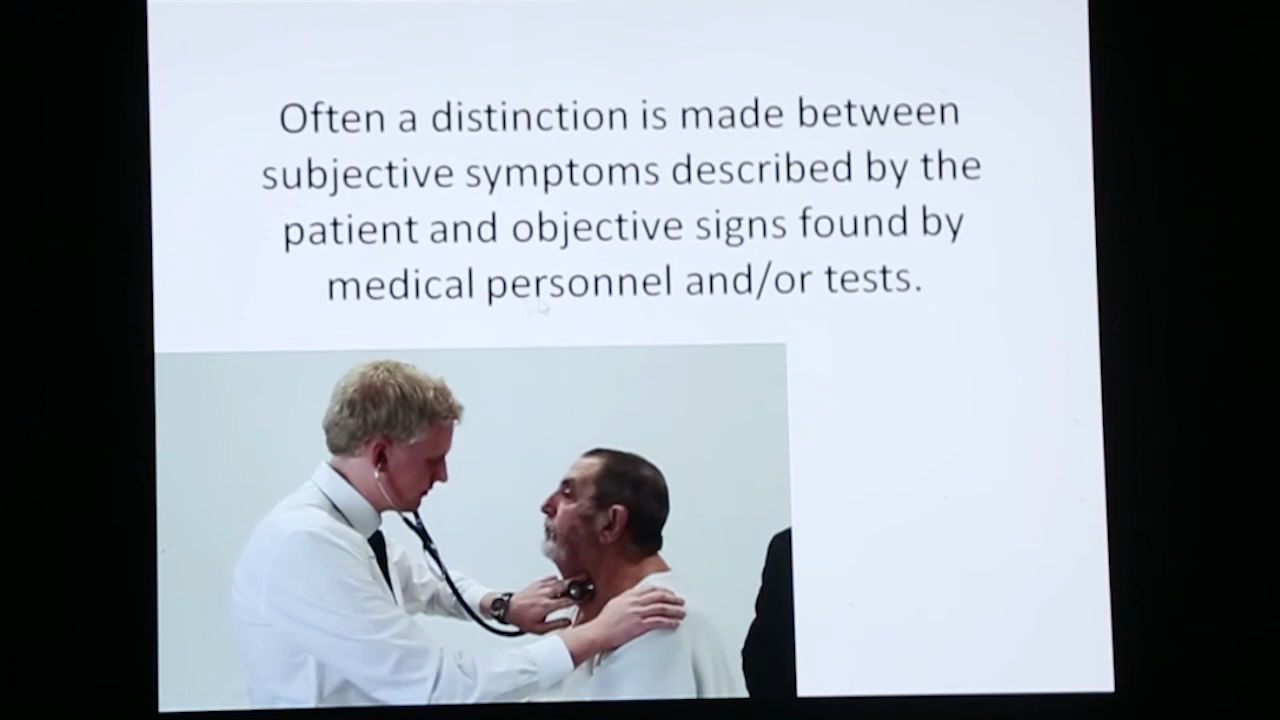 Often a distinction is made between
subjective symptoms described by the
patient and objective signs found by
medical personnel and/or tests.